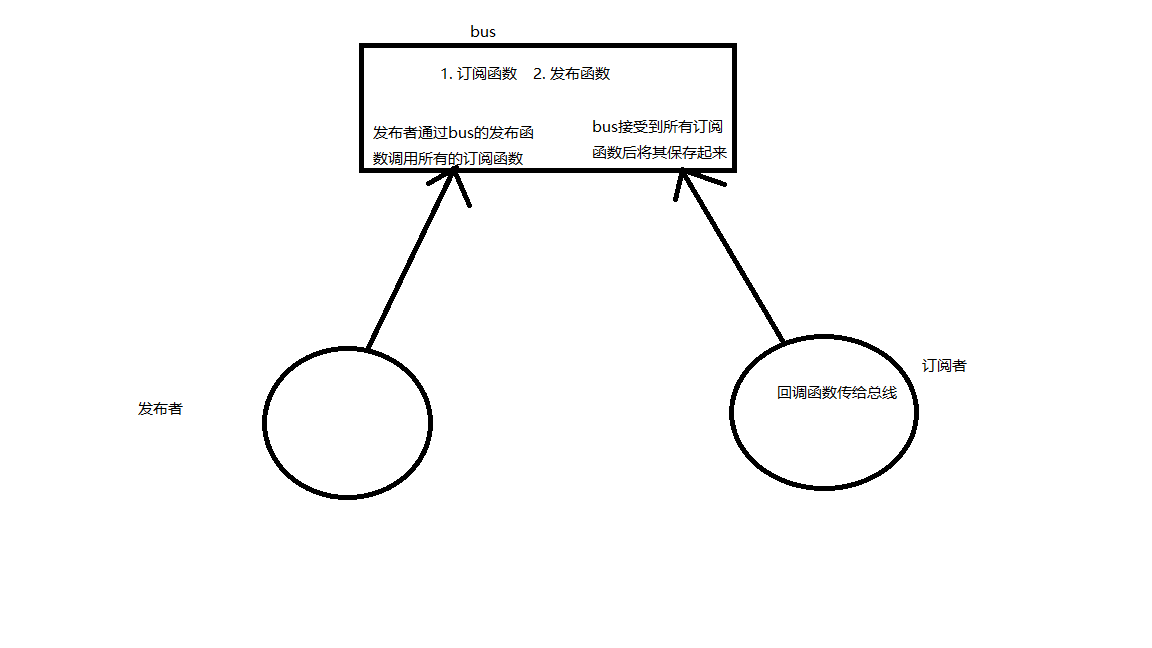 bus
1. 订阅函数 2. 发布函数
发布者通过bus的发布函
数调用所有的订阅函数
bus接受到所有订阅
函数后将其保存起来
订阅者
回调函数传给总线
发布者